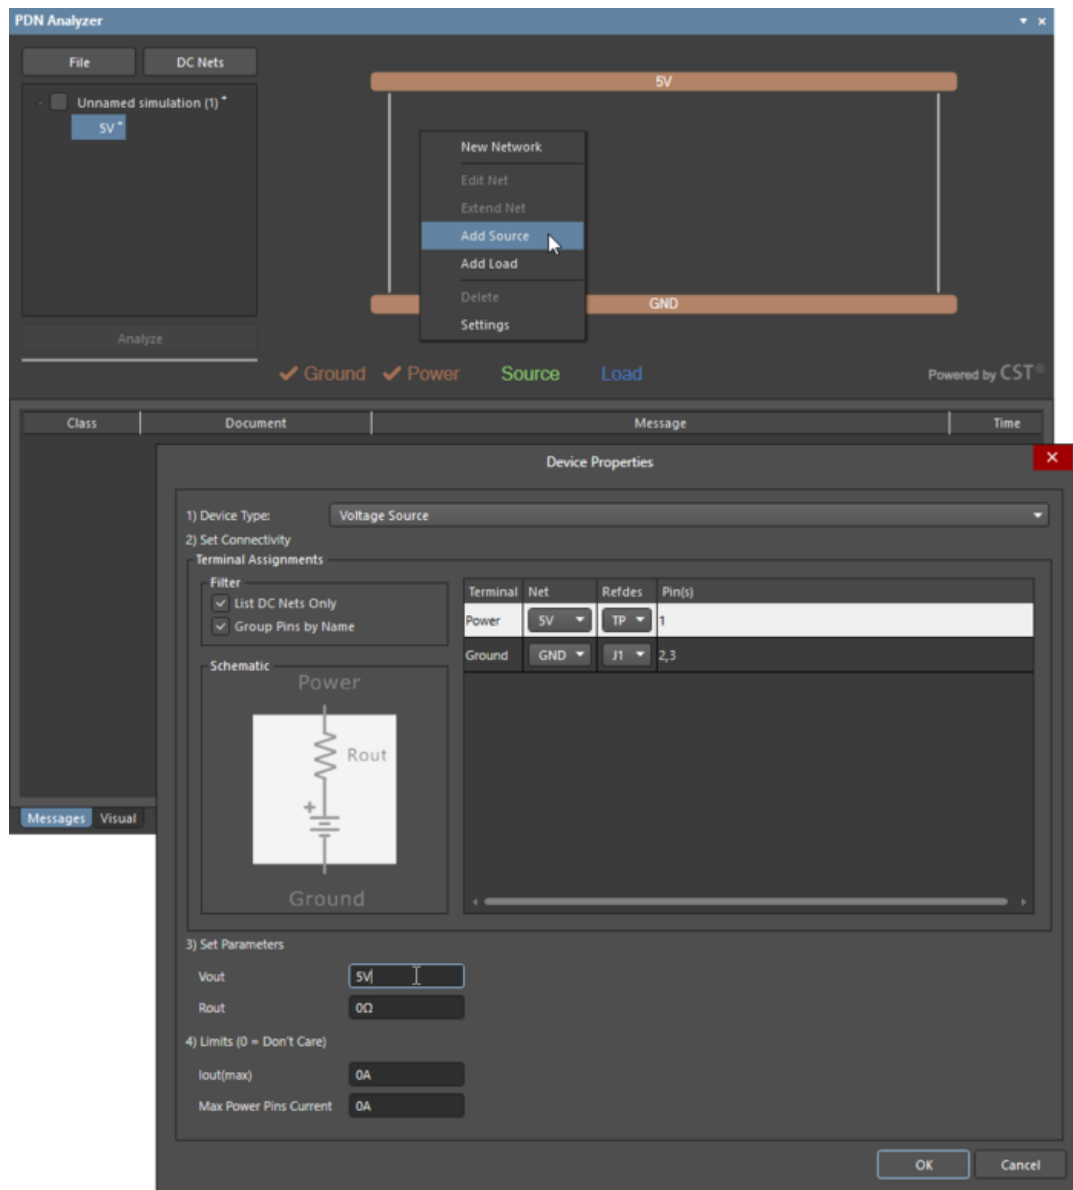 PDN Analyzer
File DC Nets
Unnamed simulation (1) *
5V *
Analyze
5V
New Network
Edit Net
Extend Net
Add Source
Add Load
Delete
Settings
GND
Ground Power Source Load
Powered by CST®
Class Document Message Time
Device Properties
1) Device Type: Voltage Source
2) Set Connectivity
Terminal Assignments
Filter
List DC Nets Only
Group Pins by Name
Terminal Net Refdes Pin(s)
Power 5V TP 1
Ground GND J1 2,3
Schematic
Power
Rout
+
Ground
Messages Visual
3) Set Parameters
Vout 5V
Rout 0Ω
4) Limits (0 = Don't Care)
Iout(max) 0A
Max Power Pins Current 0A
OK Cancel